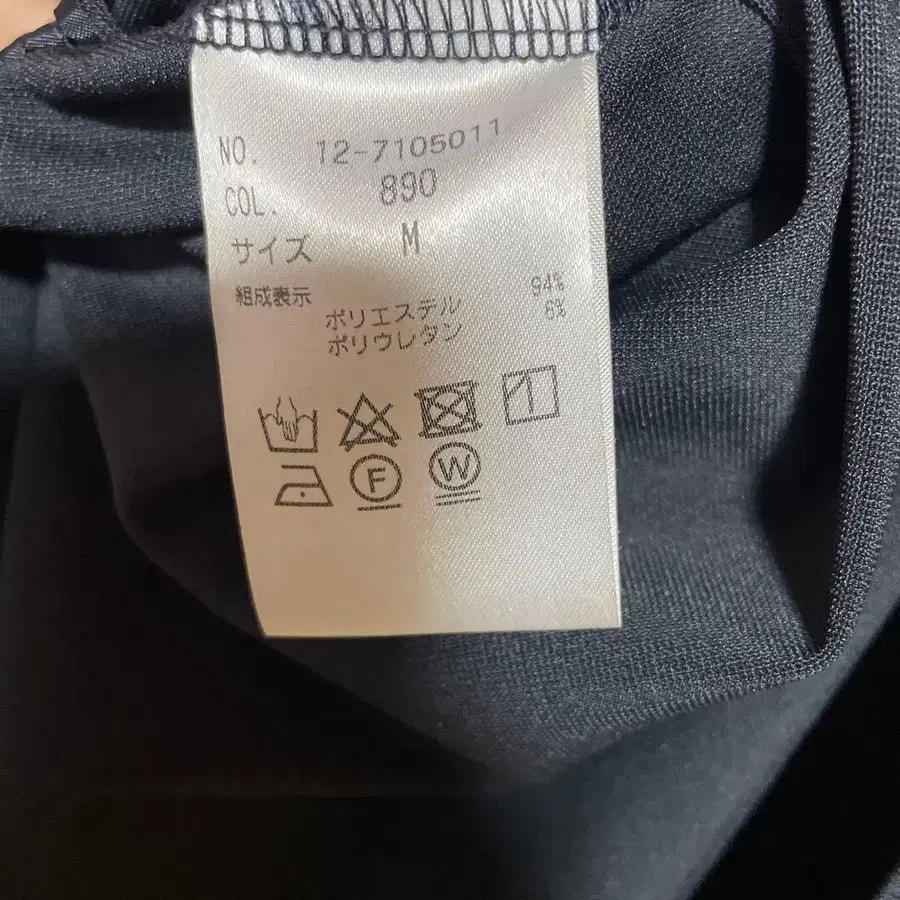 NO. 12-7105011
COL. 890
サイズ M
組成表示
ポリエステル 94%
ポリウレタン 6%
F
W